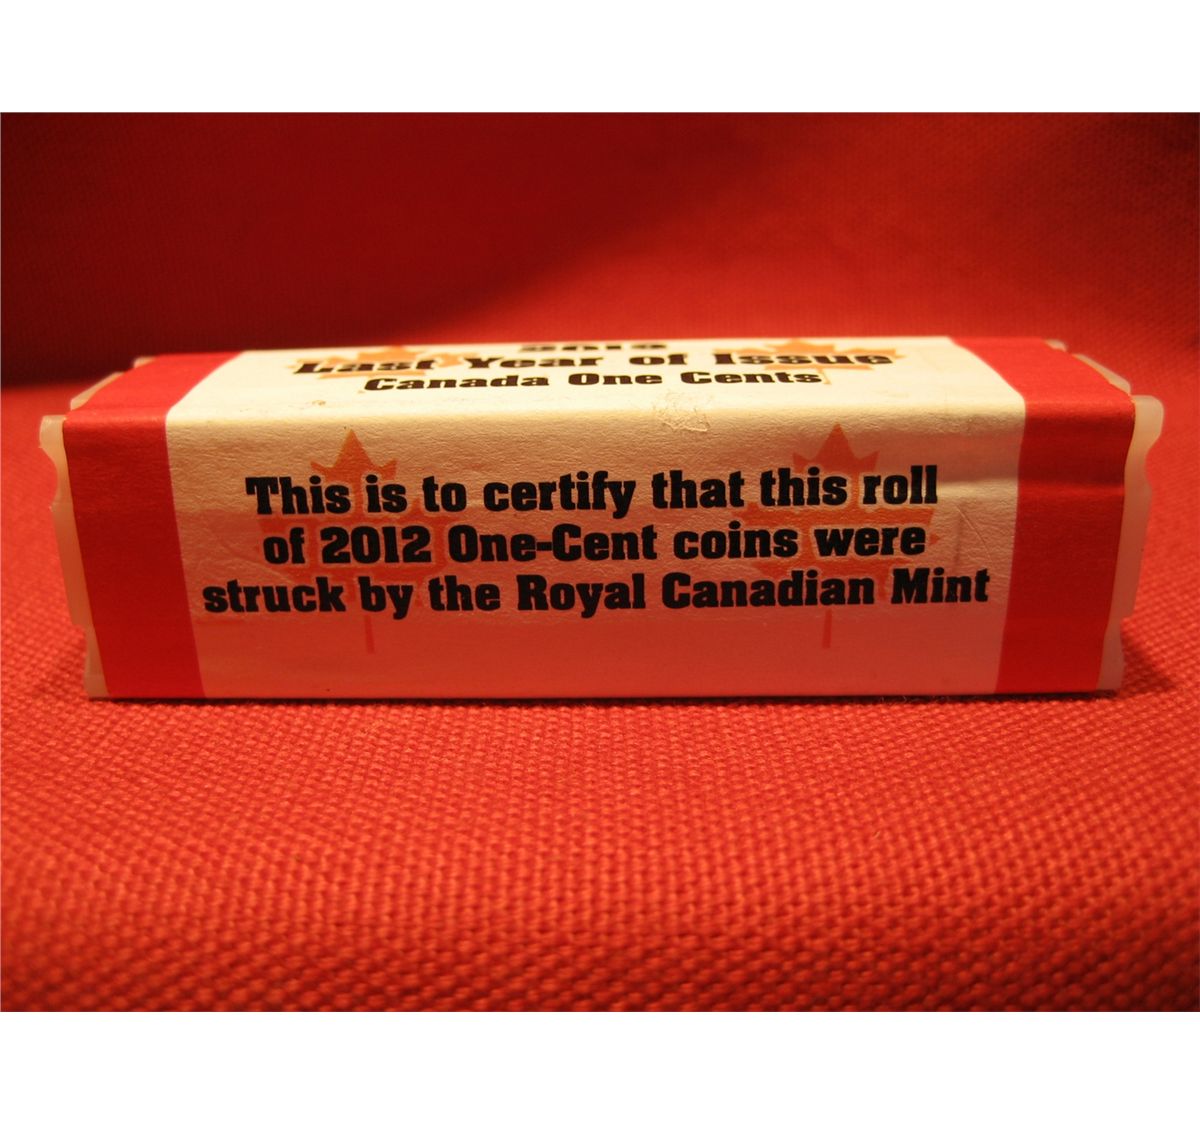 2012
Last Year of Issue
Canada One Cents
This is to certify that this roll
of 2012 One-Cent coins were
struck by the Royal Canadian Mint